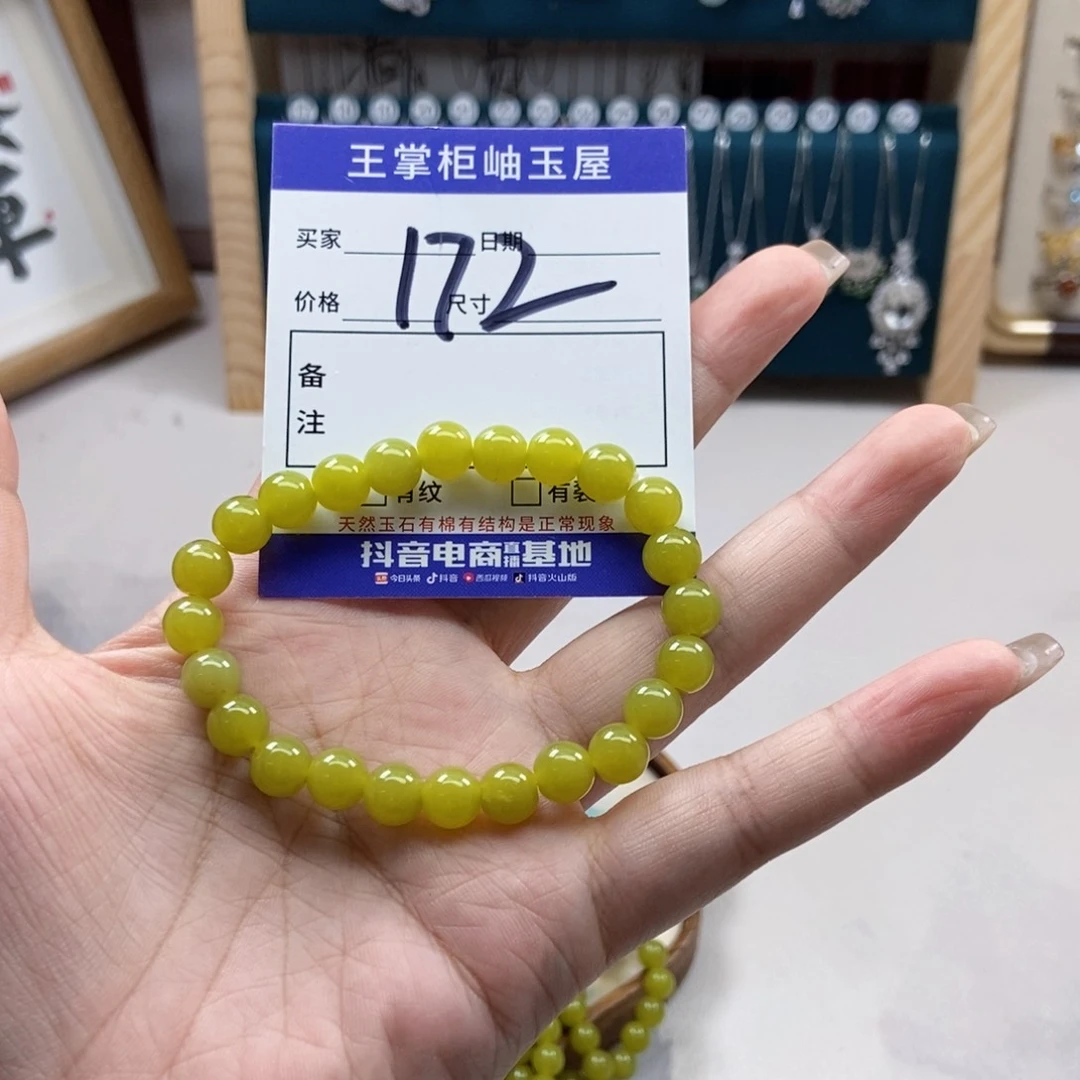 王掌柜岫玉屋
买家 日期
172
价格 尺寸
备
注
有纹 有裂
天然玉石有棉有结构是正常现象
抖音电商直播基地
今日头条 抖音 西瓜视频 抖音火山版